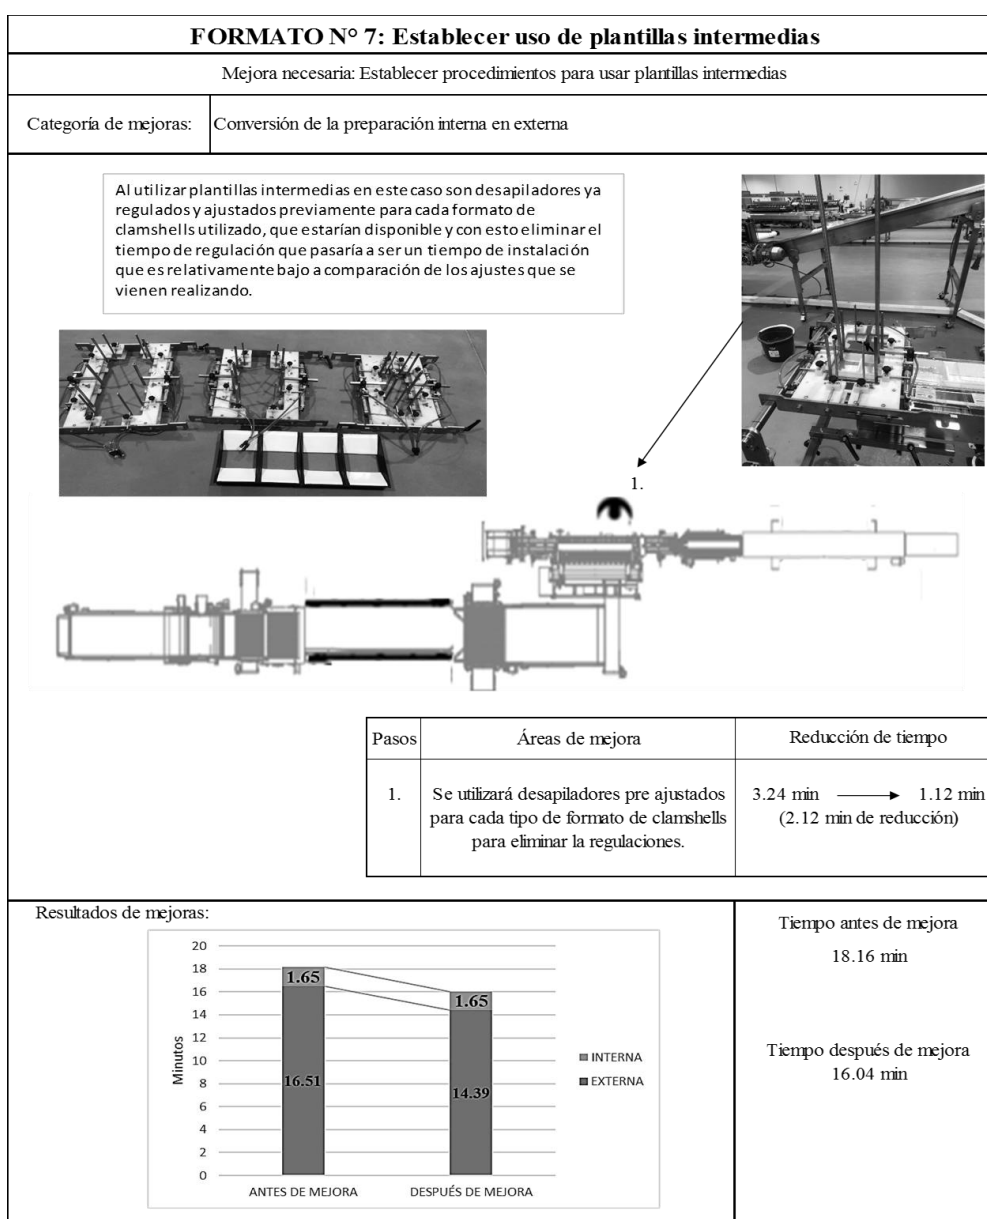 FORMATO N° 7: Establecer uso de plantillas intermedias
Mejora necesaria: Establecer procedimientos para usar plantillas intermedias
Categoría de mejoras:
Conversión de la preparación interna en externa
Al utilizar plantillas intermedias en este caso son desapiladores ya
regulados y ajustados previamente para cada formato de
clamshells utilizado, que estarían disponible y con esto eliminar el
tiempo de regulación que pasaría a ser un tiempo de instalación
que es relativamente bajo a comparación de los ajustes que se
vienen realizando.
1.
Pasos
Áreas de mejora
Reducción de tiempo
1.
Se utilizará desapiladores pre ajustados
para cada tipo de formato de clamshells
para eliminar la regulaciones.
3.24 min → 1.12 min
(2.12 min de reducción)
Resultados de mejoras:
Minutos
20
18
16
14
12
10
8
6
4
2
0
1.65
16.51
1.65
14.39
ANTES DE MEJORA
DESPUÉS DE MEJORA
INTERNA
EXTERNA
Tiempo antes de mejora
18.16 min
Tiempo después de mejora
16.04 min